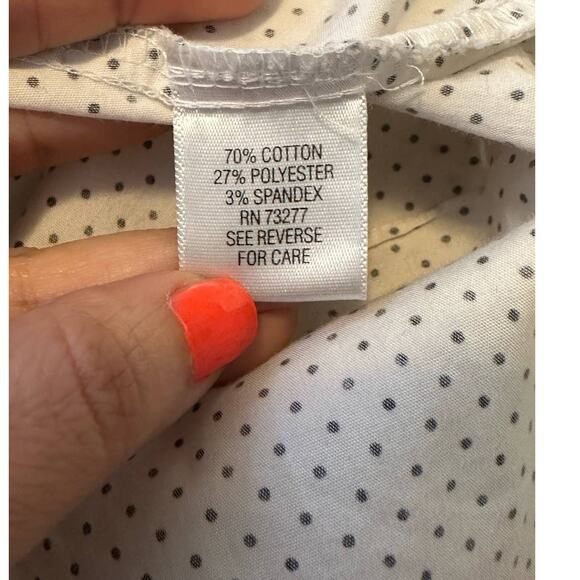 70% COTTON
27% POLYESTER
3% SPANDEX
RN 73277
SEE REVERSE
FOR CARE